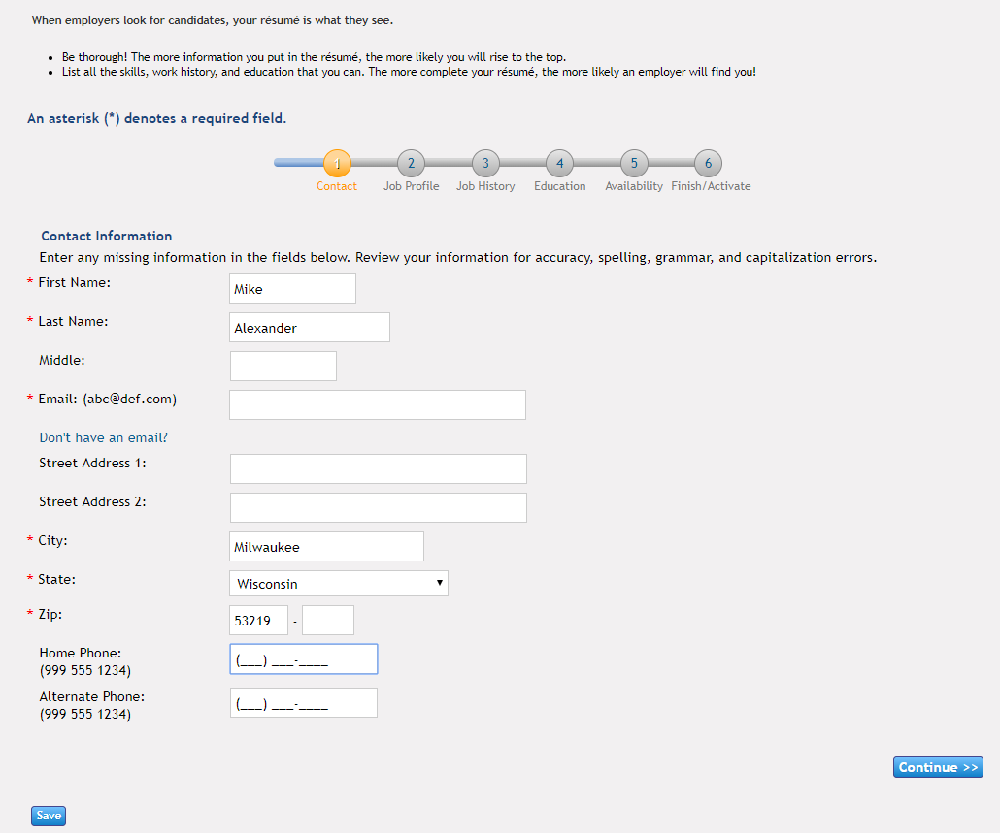 When employers look for candidates, your résumé is what they see.
• Be thorough! The more information you put in the résumé, the more likely you will rise to the top.
• List all the skills, work history, and education that you can. The more complete your résumé, the more likely an employer will find you!
An asterisk (*) denotes a required field.
1 2 3 4 5 6
Contact Job Profile Job History Education Availability Finish/Activate
Contact Information
Enter any missing information in the fields below. Review your information for accuracy, spelling, grammar, and capitalization errors.
* First Name: Mike
* Last Name: Alexander
Middle:
* Email: (abc@def.com)
Don't have an email?
Street Address 1:
Street Address 2:
* City: Milwaukee
* State: Wisconsin
* Zip: 53219 -
Home Phone: (___) ___-____
(999 555 1234)
Alternate Phone: (___) ___-____
(999 555 1234)
Continue >>
Save